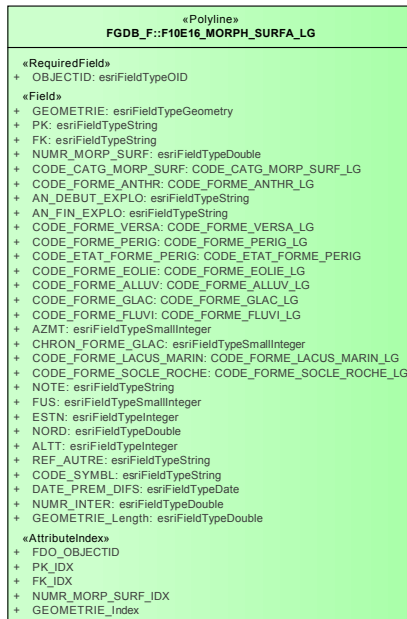 «Polyline»
FGDB_F::F10E16_MORPH_SURFA_LG
«RequiredField»
+ OBJECTID: esriFieldTypeOID
«Field»
+ GEOMETRIE: esriFieldTypeGeometry
+ PK: esriFieldTypeString
+ FK: esriFieldTypeString
+ NUMR_MORP_SURF: esriFieldTypeDouble
+ CODE_CATG_MORP_SURF: CODE_CATG_MORP_SURF_LG
+ CODE_FORME_ANTHR: CODE_FORME_ANTHR_LG
+ AN_DEBUT_EXPLO: esriFieldTypeString
+ AN_FIN_EXPLO: esriFieldTypeString
+ CODE_FORME_VERSA: CODE_FORME_VERSA_LG
+ CODE_FORME_PERIG: CODE_FORME_PERIG_LG
+ CODE_ETAT_FORME_PERIG: CODE_ETAT_FORME_PERIG
+ CODE_FORME_EOLIE: CODE_FORME_EOLIE_LG
+ CODE_FORME_ALLUV: CODE_FORME_ALLUV_LG
+ CODE_FORME_GLAC: CODE_FORME_GLAC_LG
+ CODE_FORME_FLUVI: CODE_FORME_FLUVI_LG
+ AZMT: esriFieldTypeSmallInteger
+ CHRON_FORME_GLAC: esriFieldTypeSmallInteger
+ CODE_FORME_LACUS_MARIN: CODE_FORME_LACUS_MARIN_LG
+ CODE_FORME_SOCLE_ROCHE: CODE_FORME_SOCLE_ROCHE_LG
+ NOTE: esriFieldTypeString
+ FUS: esriFieldTypeSmallInteger
+ ESTN: esriFieldTypeInteger
+ NORD: esriFieldTypeDouble
+ ALTT: esriFieldTypeInteger
+ REF_AUTRE: esriFieldTypeString
+ CODE_SYMBL: esriFieldTypeString
+ DATE_PREM_DIFS: esriFieldTypeDate
+ NUMR_INTER: esriFieldTypeDouble
+ GEOMETRIE_Length: esriFieldTypeDouble
«AttributeIndex»
+ FDO_OBJECTID
+ PK_IDX
+ FK_IDX
+ NUMR_MORP_SURF_IDX
+ GEOMETRIE_Index